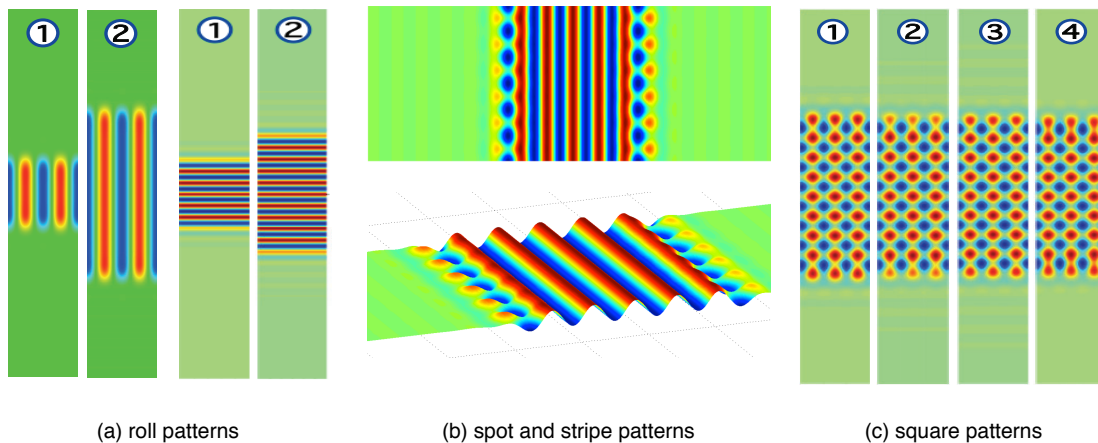 1 2 1 2
1 2 3 4
(a) roll patterns
(b) spot and stripe patterns
(c) square patterns